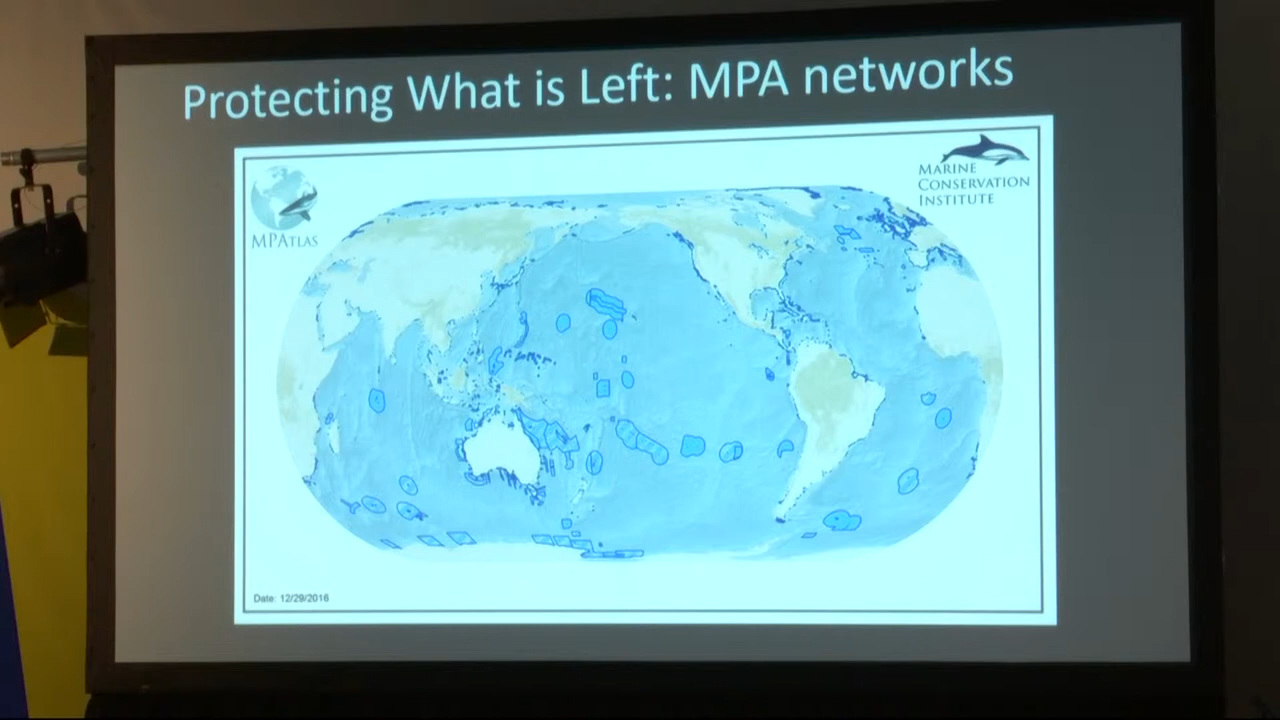 Protecting What is Left: MPA networks
MPATLAS
MARINE
CONSERVATION
INSTITUTE
Date: 12/29/2016